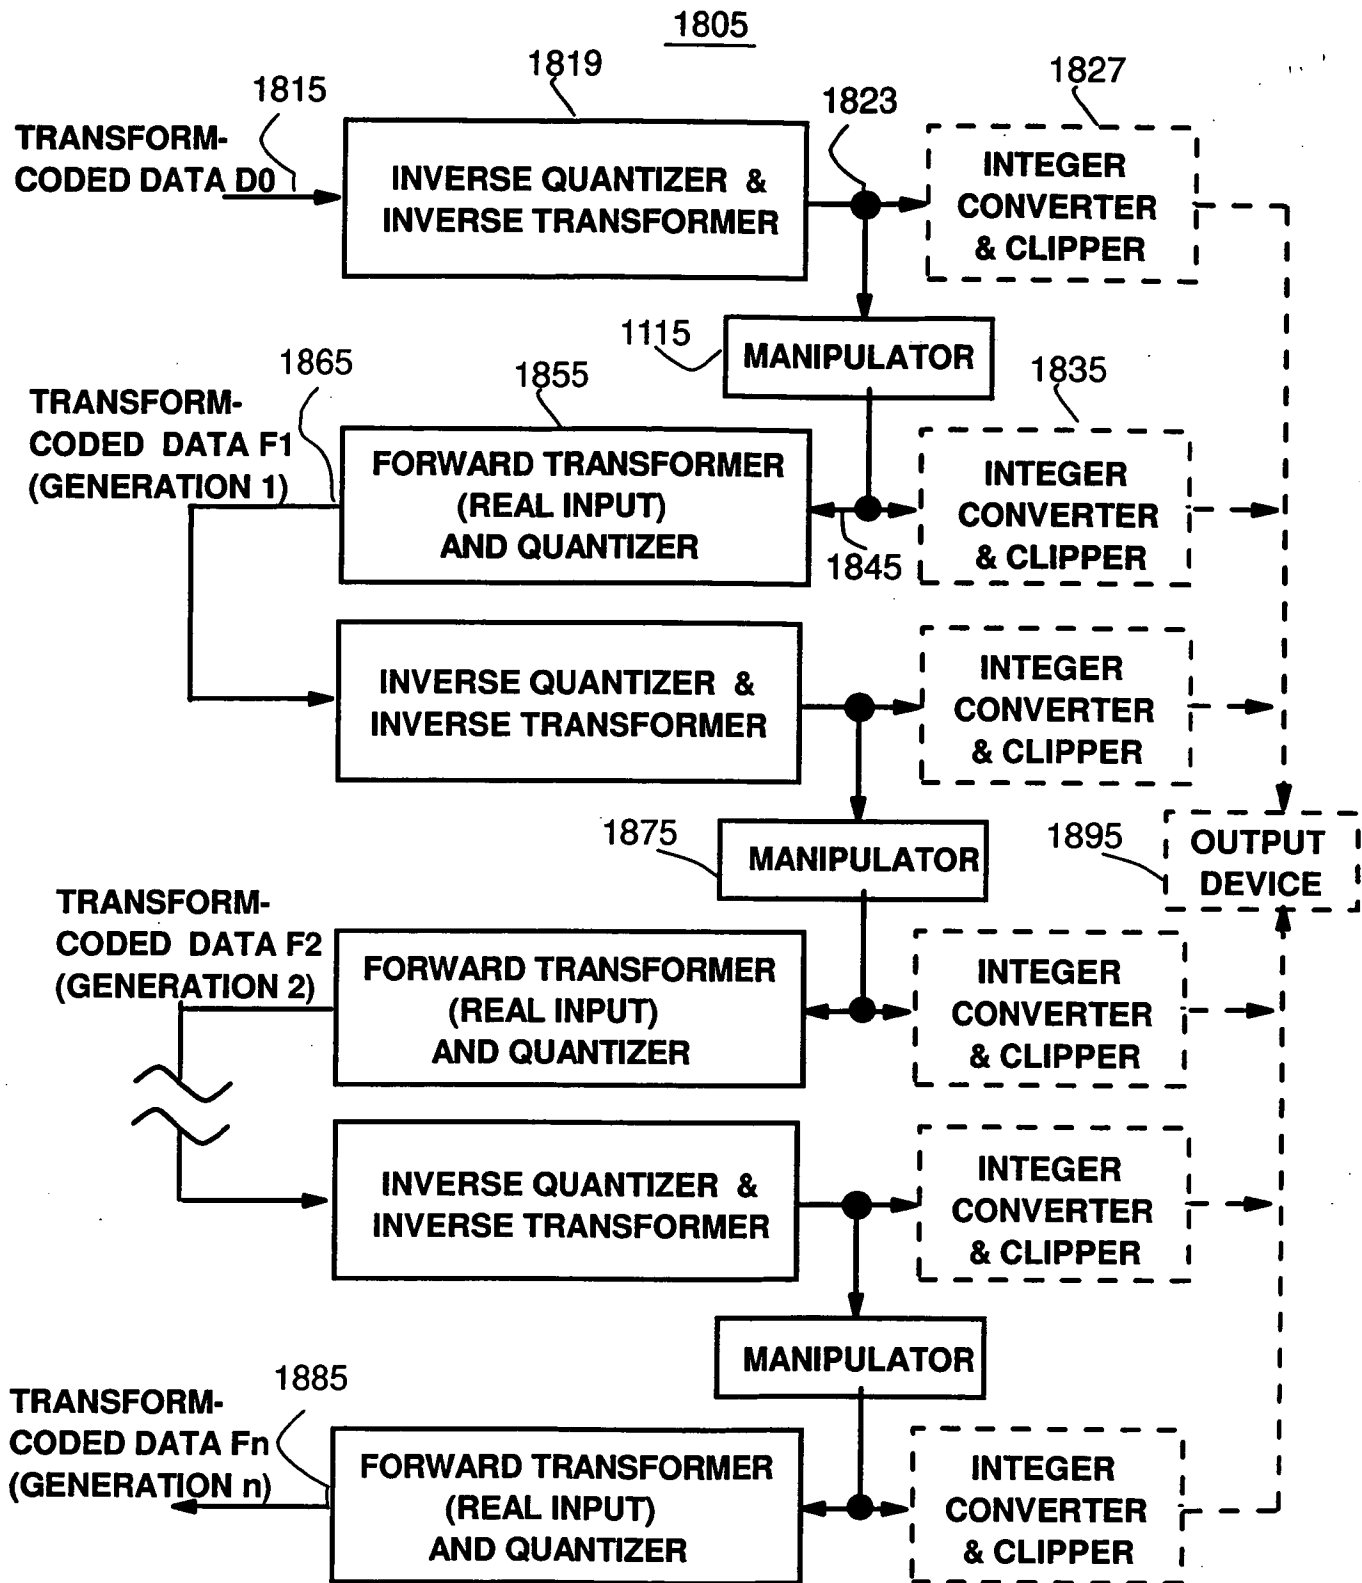 1805
1815
1819
1823
1827
TRANSFORM-
CODED DATA D0
INVERSE QUANTIZER &
INVERSE TRANSFORMER
INTEGER
CONVERTER
& CLIPPER
1115
MANIPULATOR
1865
1855
1835
TRANSFORM-
CODED DATA F1
(GENERATION 1)
FORWARD TRANSFORMER
(REAL INPUT)
AND QUANTIZER
1845
INTEGER
CONVERTER
& CLIPPER
INVERSE QUANTIZER &
INVERSE TRANSFORMER
INTEGER
CONVERTER
& CLIPPER
1875
MANIPULATOR
1895
OUTPUT
DEVICE
TRANSFORM-
CODED DATA F2
(GENERATION 2)
FORWARD TRANSFORMER
(REAL INPUT)
AND QUANTIZER
INTEGER
CONVERTER
& CLIPPER
INVERSE QUANTIZER &
INVERSE TRANSFORMER
INTEGER
CONVERTER
& CLIPPER
MANIPULATOR
1885
TRANSFORM-
CODED DATA Fn
(GENERATION n)
FORWARD TRANSFORMER
(REAL INPUT)
AND QUANTIZER
INTEGER
CONVERTER
& CLIPPER